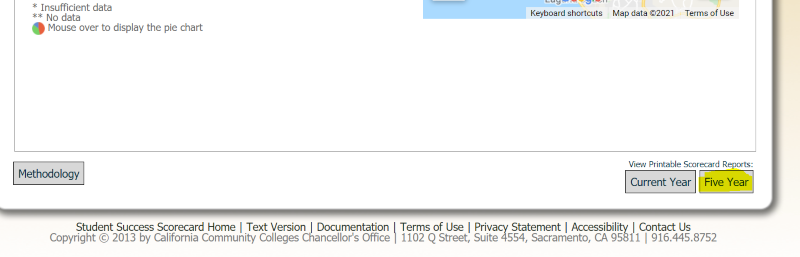 * Insufficient data
** No data
Mouse over to display the pie chart
Keyboard shortcuts Map data ©2021 Terms of Use
View Printable Scorecard Reports:
Methodology Current Year Five Year
Student Success Scorecard Home | Text Version | Documentation | Terms of Use | Privacy Statement | Accessibility | Contact Us
Copyright © 2013 by California Community Colleges Chancellor's Office | 1102 Q Street, Suite 4554, Sacramento, CA 95811 | 916.445.8752